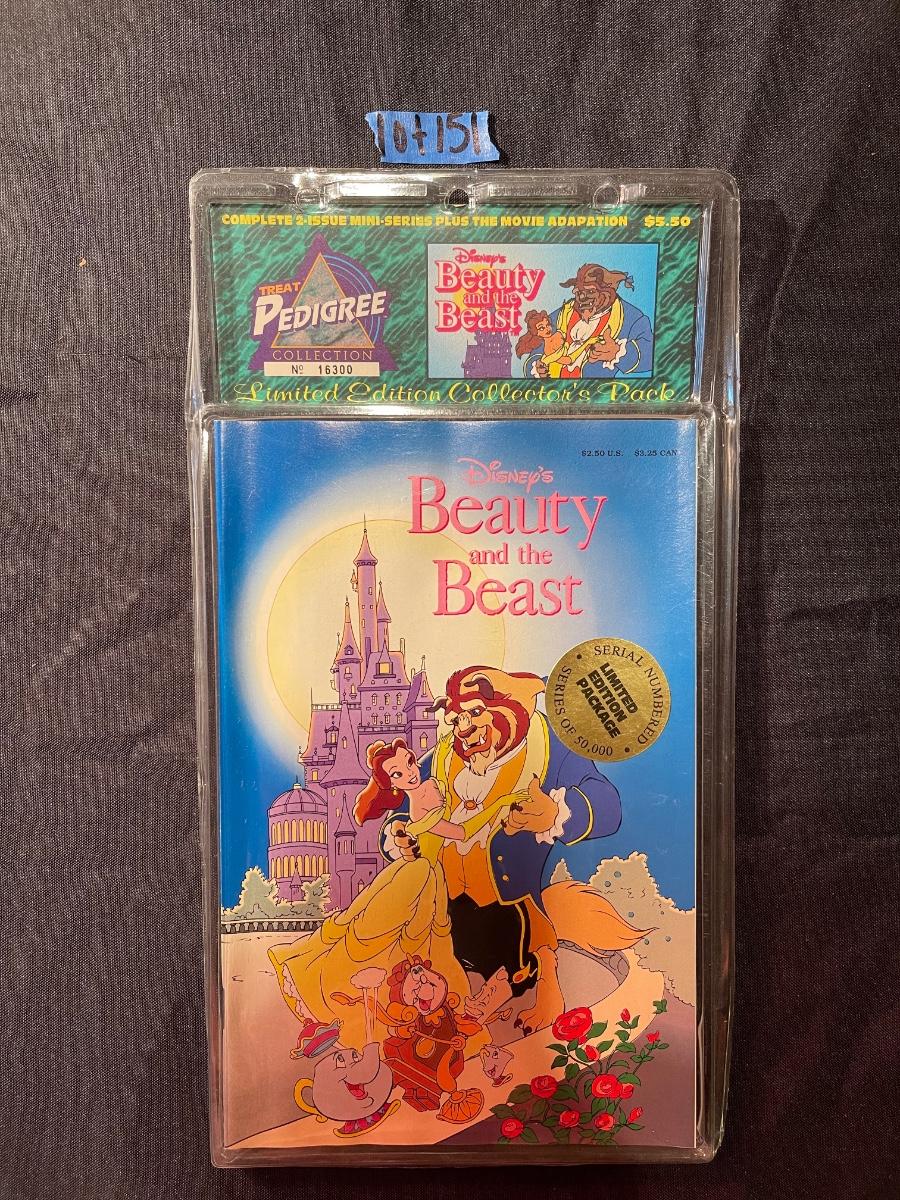 lot 151
COMPLETE 2-ISSUE MINI-SERIES PLUS THE MOVIE ADAPATION $5.50
TREAT
PEDIGREE
COLLECTION
Nº 16300
DISNEY'S
Beauty
and the
Beast
Limited Edition Collector's Pack
$2.50 U.S. $3.25 CAN
DISNEY'S
Beauty
and the
Beast
SERIAL NUMBERED
LIMITED
EDITION
PACKAGE
SERIES OF 50,000